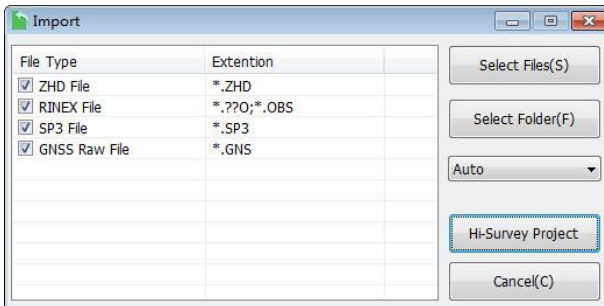 Import
File Type Extention
ZHD File *.ZHD
RINEX File *.??O;*.OBS
SP3 File *.SP3
GNSS Raw File *.GNS
Select Files(S)
Select Folder(F)
Auto
Hi-Survey Project
Cancel(C)